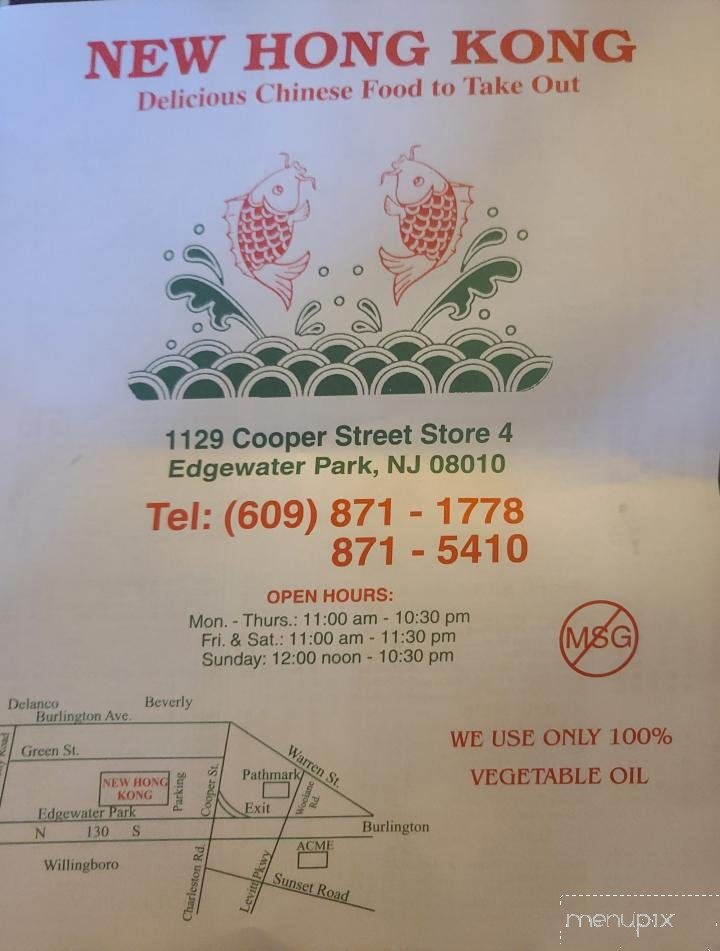 NEW HONG KONG
Delicious Chinese Food to Take Out
1129 Cooper Street Store 4
Edgewater Park, NJ 08010
Tel: (609) 871 - 1778
871 - 5410
OPEN HOURS:
Mon. - Thurs.: 11:00 am - 10:30 pm
Fri. & Sat.: 11:00 am - 11:30 pm
Sunday: 12:00 noon - 10:30 pm
MSG
WE USE ONLY 100%
VEGETABLE OIL
Delanco
Beverly
Burlington Ave.
Road
Green St.
Warren St.
NEW HONG
KONG
Parking
Cooper St.
Pathmark
Woolane
Rd.
Exit
Edgewater Park
N 130 S
Burlington
Willingboro
Charleston Rd.
Levitt Pkwy
ACME
Sunset Road
menupix